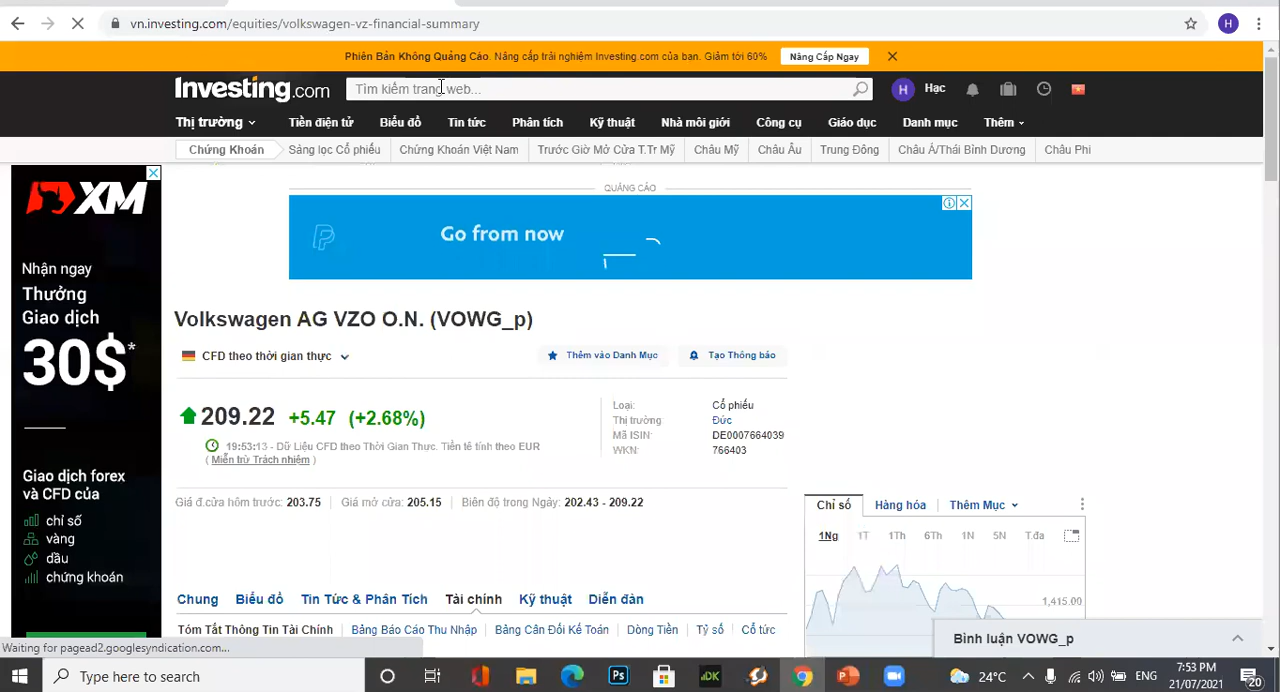 vn.investing.com/equities/volkswagen-vz-financial-summary
H
Phiên Bản Không Quảng Cáo. Nâng cấp trải nghiệm Investing.com của bạn. Giảm tới 60% Nâng Cấp Ngay
Investing.com Tìm kiếm trang web... H Hạc
Thị trường Tiền điện tử Biểu đồ Tin tức Phân tích Kỹ thuật Nhà môi giới Công cụ Giáo dục Danh mục Thêm
Chứng Khoán Sàng lọc Cổ phiếu Chứng Khoán Việt Nam Trước Giờ Mở Cửa T.Tr Mỹ Châu Mỹ Châu Âu Trung Đông Châu Á/Thái Bình Dương Châu Phi
XM
Nhận ngay
Thưởng
Giao dịch
30$*
Giao dịch forex
và CFD của
chỉ số
vàng
dầu
chứng khoán
QUẢNG CÁO
Go from now
Volkswagen AG VZO O.N. (VOWG_p)
CFD theo thời gian thực Thêm vào Danh Mục Tạo Thông báo
209.22 +5.47 (+2.68%)
19:53:13 - Dữ Liệu CFD theo Thời Gian Thực. Tiền tệ tính theo EUR
( Miễn trừ Trách nhiệm )
Loại: Cổ phiếu
Thị trường: Đức
Mã ISIN: DE0007664039
WKN: 766403
Giá đ.cửa hôm trước: 203.75 Giá mở cửa: 205.15 Biên độ trong Ngày: 202.43 - 209.22
Chỉ số Hàng hóa Thêm Mục
1Ng 1T 1Th 6Th 1N 5N T.đa
1,415.00
Chung Biểu đồ Tin Tức & Phân Tích Tài chính Kỹ thuật Diễn đàn
Tóm Tắt Thông Tin Tài Chính Bảng Báo Cáo Thu Nhập Bảng Cân Đối Kế Toán Dòng Tiền Tỷ số Cổ tức
Bình luận VOWG_p
Waiting for pagead2.googlesyndication.com...
Type here to search
24°C ENG 7:53 PM
21/07/2021
20